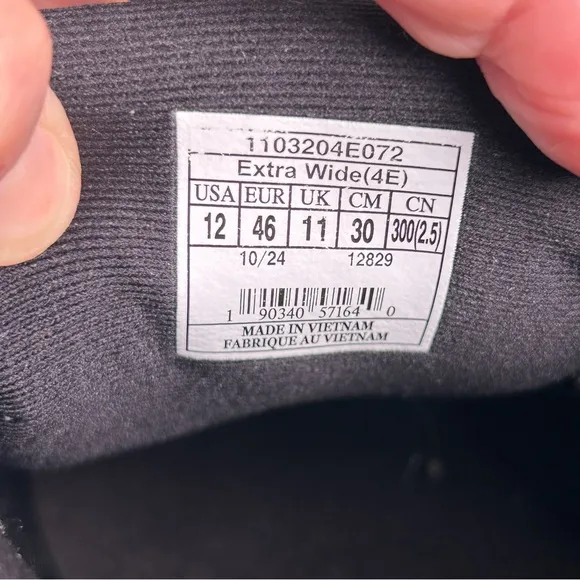 1103204E072
Extra Wide(4E)
USA EUR UK CM CN
12 46 11 30 300(2.5)
10/24 12829
1 90340 57164 0
MADE IN VIETNAM
FABRIQUE AU VIETNAM